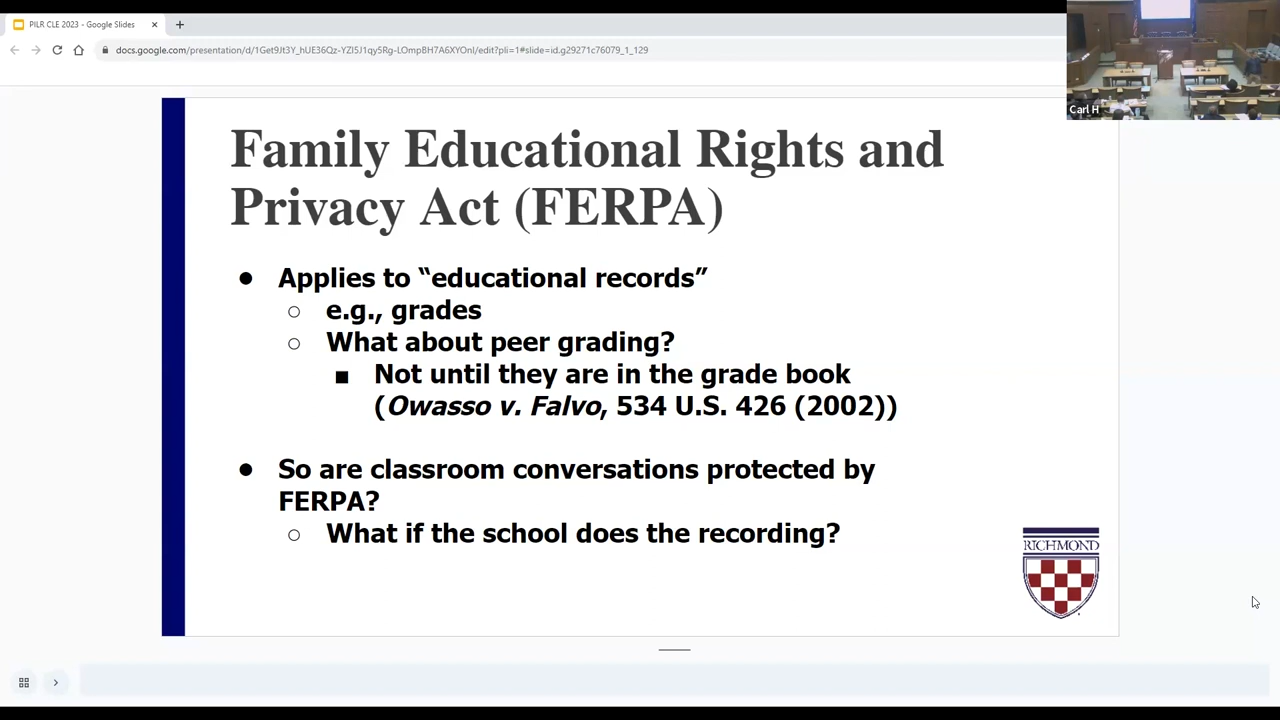 PILR CLE 2023 - Google Slides
docs.google.com/presentation/d/1Get9Jt3Y_hUE36Qz-YZl5J1qy5Rg-LOmpBH7A6XYOnI/edit?pli=1#slide=id.g29271c76079_1_129
Carl H
Family Educational Rights and
Privacy Act (FERPA)
● Applies to “educational records”
○ e.g., grades
○ What about peer grading?
■ Not until they are in the grade book
(Owasso v. Falvo, 534 U.S. 426 (2002))
● So are classroom conversations protected by
FERPA?
○ What if the school does the recording?
RICHMOND